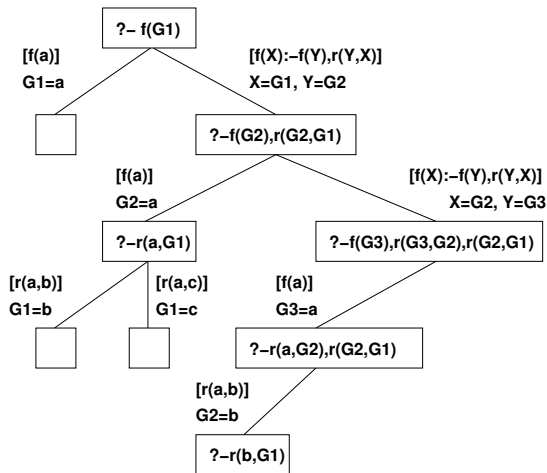 ?– f(G1)
[f(a)]
G1=a
[f(X):–f(Y),r(Y,X)]
X=G1, Y=G2
?–f(G2),r(G2,G1)
[f(a)]
G2=a
[f(X):–f(Y),r(Y,X)]
X=G2, Y=G3
?–r(a,G1)
?–f(G3),r(G3,G2),r(G2,G1)
[r(a,b)]
G1=b
[r(a,c)]
G1=c
[f(a)]
G3=a
?–r(a,G2),r(G2,G1)
[r(a,b)]
G2=b
?–r(b,G1)